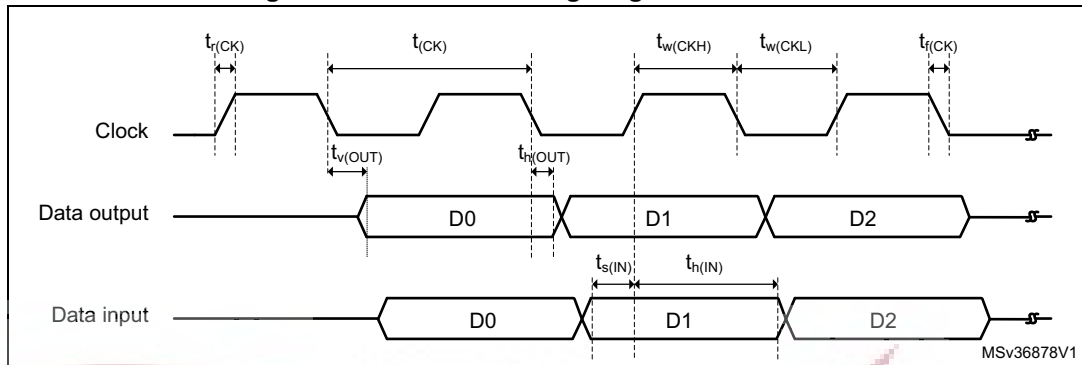 tr(CK) t(CK) tw(CKH) tw(CKL) tf(CK)
Clock
tv(OUT) th(OUT)
Data output D0 D1 D2
ts(IN) th(IN)
Data input D0 D1 D2
MSv36878V1